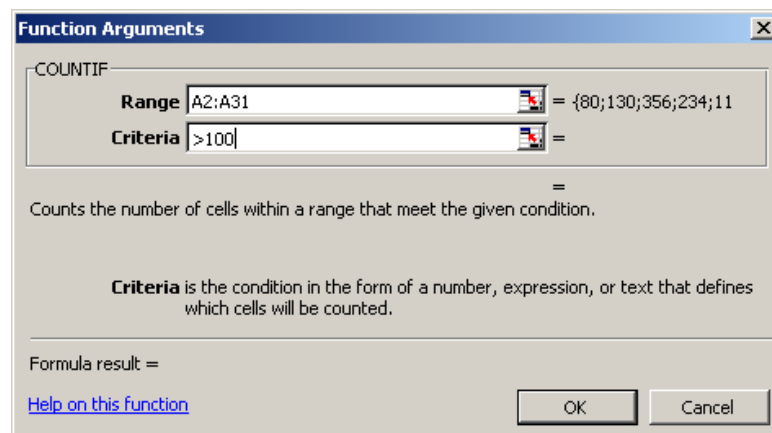 Function Arguments
COUNTIF
Range A2:A31 = {80;130;356;234;11
Criteria >100 =
=
Counts the number of cells within a range that meet the given condition.
Criteria is the condition in the form of a number, expression, or text that defines
which cells will be counted.
Formula result =
Help on this function OK Cancel